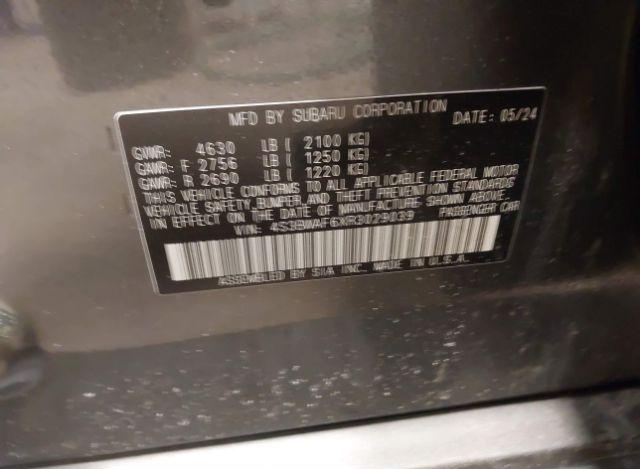 MFD BY SUBARU CORPORATION DATE: 05/24
GVWR: 4630 LB ( 2100 KG)
GAWR: F 2756 LB ( 1250 KG)
GAWR: R 2690 LB ( 1220 KG)
THIS VEHICLE CONFORMS TO ALL APPLICABLE FEDERAL MOTOR
VEHICLE SAFETY, BUMPER, AND THEFT PREVENTION STANDARDS
IN EFFECT ON THE DATE OF MANUFACTURE SHOWN ABOVE.
VIN: 4S3BWAF6XR3029039 PASSENGER CAR
ASSEMBLED BY SIA INC. MADE IN U.S.A.